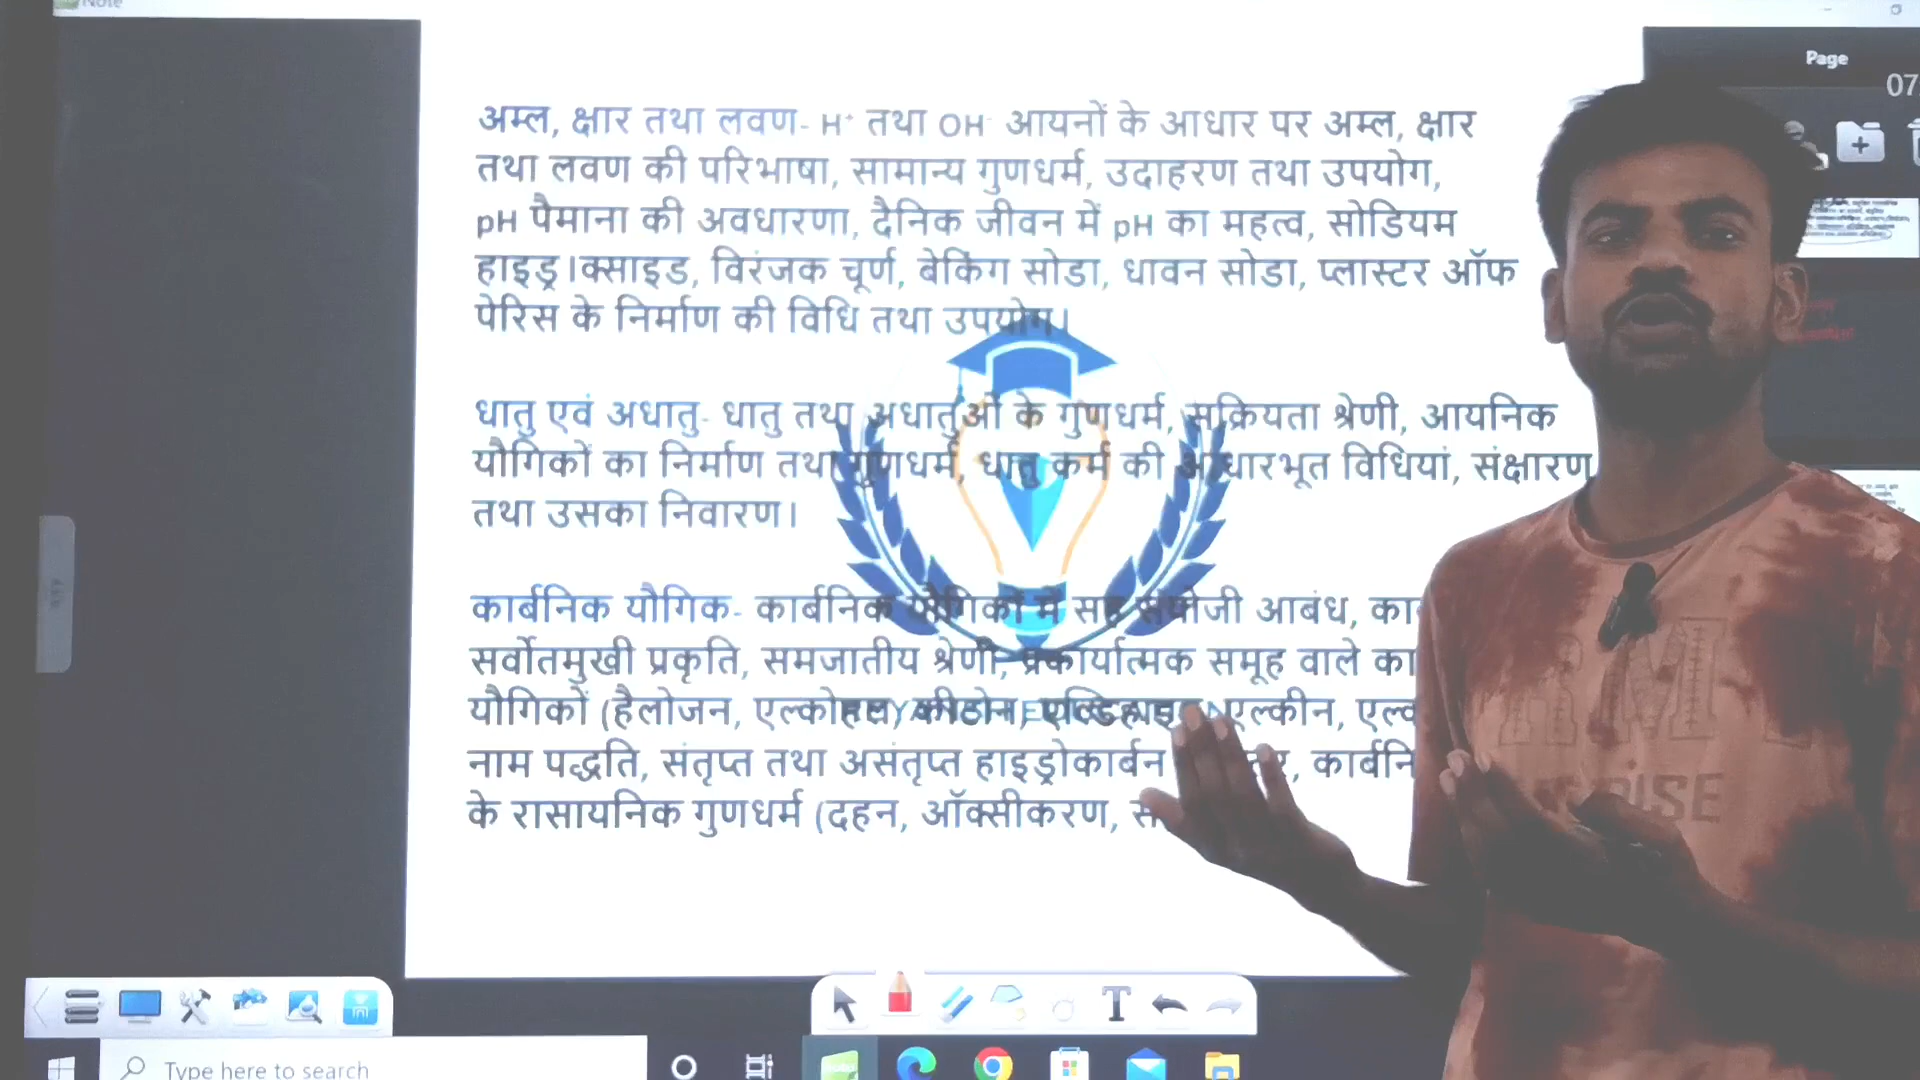 Note
Page
07
अम्ल, क्षार तथा लवण- H⁺ तथा OH⁻ आयनों के आधार पर अम्ल, क्षार
तथा लवण की परिभाषा, सामान्य गुणधर्म, उदाहरण तथा उपयोग,
pH पैमाना की अवधारणा, दैनिक जीवन में pH का महत्व, सोडियम
हाइड्र ।क्साइड, विरंजक चूर्ण, बेकिंग सोडा, धावन सोडा, प्लास्टर ऑफ
पेरिस के निर्माण की विधि तथा उपयोग।
धातु एवं अधातु- धातु तथा अधातुओं के गुणधर्म, सक्रियता श्रेणी, आयनिक
यौगिकों का निर्माण तथा गुणधर्म, धातु कर्म की आधारभूत विधियां, संक्षारण
तथा उसका निवारण।
कार्बनिक यौगिक- कार्बनिक यौगिकों में सह संयोजी आबंध, का
सर्वोतमुखी प्रकृति, समजातीय श्रेणी, प्रकार्यात्मक समूह वाले का
यौगिकों (हैलोजन, एल्कोहल, कीटोन, एल्डिहाइड, एल्कीन,
नाम पद्धति, संतृप्त तथा असंतृप्त हाइड्रोकार्बन कार्बनि
के रासायनिक गुणधर्म (दहन, ऑक्सीकरण,
RISE
T
Type here to search